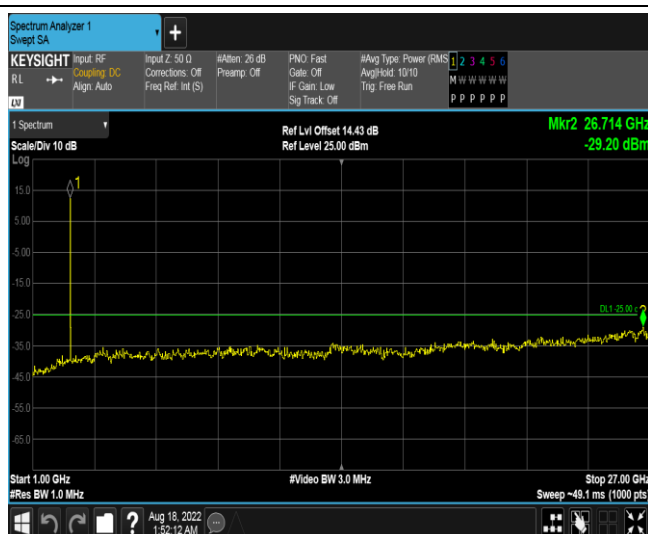 Spectrum Analyzer 1
Swept SA
+
KEYSIGHT
RL
LXI
Input: RF
Coupling: DC
Align: Auto
Input Z: 50 Ω
Corrections: Off
Freq Ref: Int (S)
#Atten: 26 dB
Preamp: Off
PNO: Fast
Gate: Off
IF Gain: Low
Sig Track: Off
#Avg Type: Power (RMS
Avg|Hold: 10/10
Trig: Free Run
1 2 3 4 5 6
M W W W W W
P P P P P P
1 Spectrum
Scale/Div 10 dB
Ref Lvl Offset 14.43 dB
Ref Level 25.00 dBm
Mkr2 26.714 GHz
-29.20 dBm
Log
1
15.0
5.00
-5.00
-15.0
DL1 -25.00
-25.0
-35.0
-45.0
-55.0
-65.0
Start 1.00 GHz
#Video BW 3.0 MHz
Stop 27.00 GHz
#Res BW 1.0 MHz
Sweep ~49.1 ms (1000 pts)
?
Aug 18, 2022
1:52:12 AM